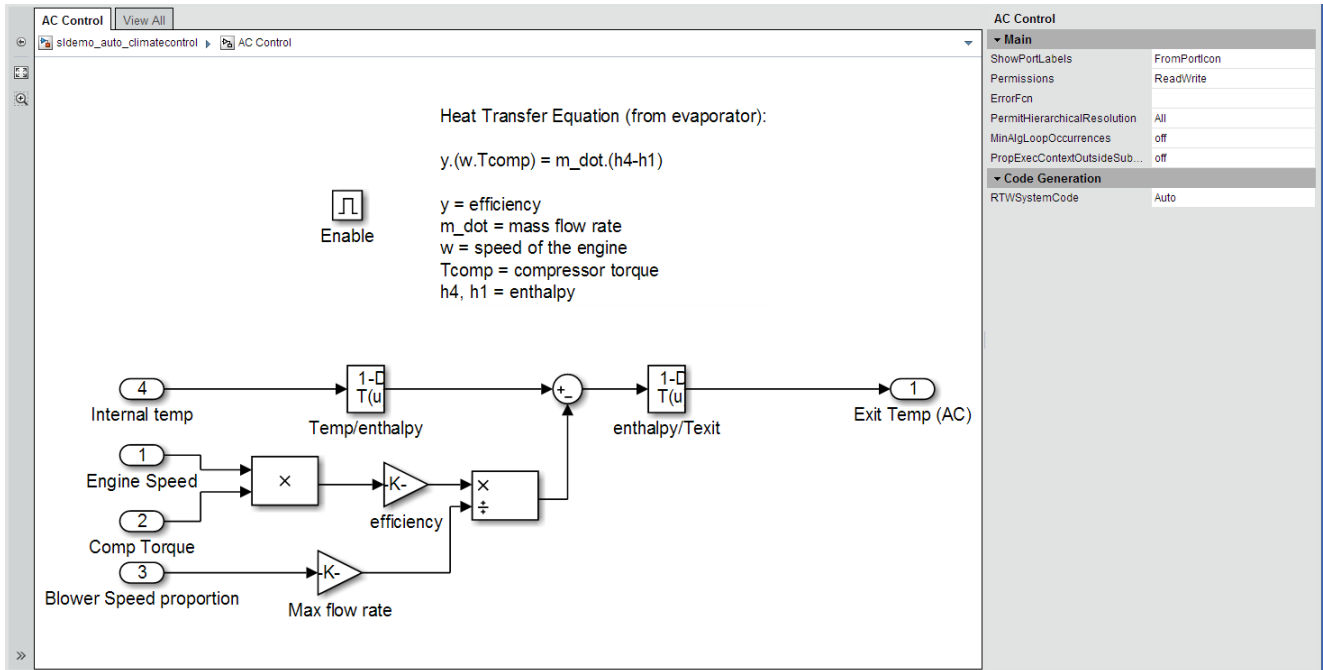 AC Control
View All
sldemo_auto_climatecontrol
AC Control
Heat Transfer Equation (from evaporator):
y.(w.Tcomp) = m_dot.(h4-h1)
y = efficiency
m_dot = mass flow rate
w = speed of the engine
Tcomp = compressor torque
h4, h1 = enthalpy
Enable
4
Internal temp
1-D
T(u
Temp/enthalpy
+
−
1-D
T(u
enthalpy/Texit
1
Exit Temp (AC)
1
Engine Speed
2
Comp Torque
×
-K-
efficiency
×
÷
3
Blower Speed proportion
-K-
Max flow rate
AC Control
Main
ShowPortLabels FromPortIcon
Permissions ReadWrite
ErrorFcn
PermitHierarchicalResolution All
MinAlgLoopOccurrences off
PropExecContextOutsideSub... off
Code Generation
RTWSystemCode Auto